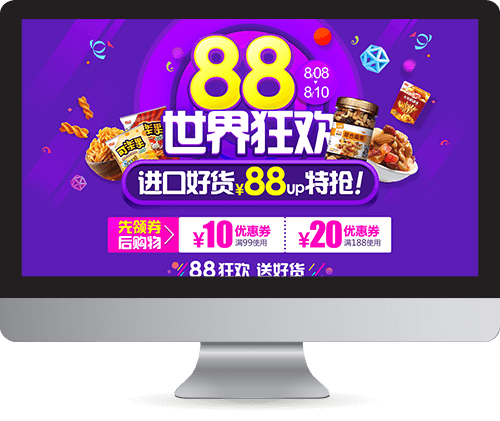 88
8.08
8.10
世界狂欢
进口好货¥88up特抢!
先领券
后购物
¥10优惠券
满99使用
¥20优惠券
满188使用
88狂欢 送好货